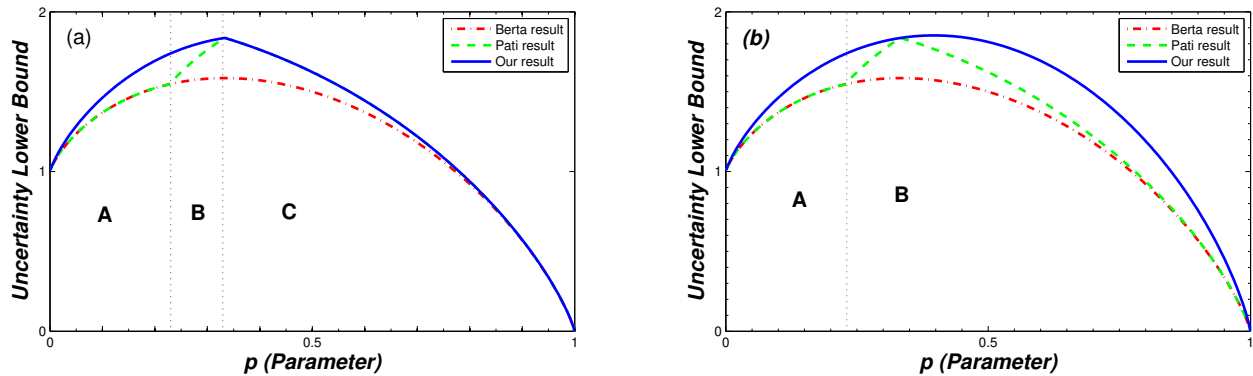 (a)
Berta result
Pati result
Our result
Uncertainty Lower Bound
2
1
0
A
B
C
0
0.5
1
p (Parameter)
(b)
Berta result
Pati result
Our result
Uncertainty Lower Bound
2
1
0
A
B
0
0.5
1
p (Parameter)